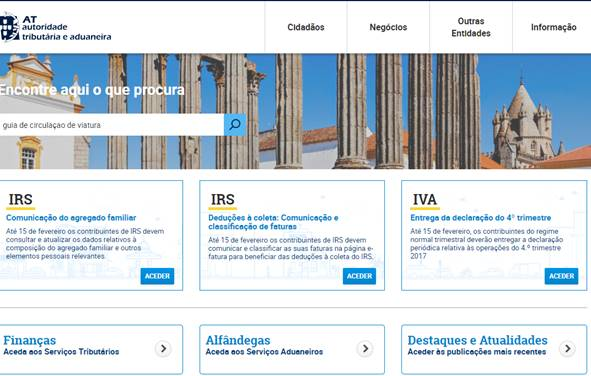 AT
autoridade
tributária e aduaneira
Cidadãos
Negócios
Outras
Entidades
Informação
Encontre aqui o que procura
guia de circulaçao de viatura
IRS
Comunicação do agregado familiar
Até 15 de fevereiro os contribuintes de IRS devem
consultar e atualizar os dados relativos à
composição do agregado familiar e outros
elementos pessoais relevantes.
ACEDER
IRS
Deduções à coleta: Comunicação e
classificação de faturas
Até 15 de fevereiro os contribuintes de IRS devem
comunicar e classificar as suas faturas na página e-
fatura para beneficiar das deduções à coleta do IRS.
ACEDER
IVA
Entrega da declaração do 4º trimestre
Até 15 de fevereiro, os contribuintes do regime
normal trimestral deverão entregar a declaração
periódica relativa às operações do 4.º trimestre
2017
ACEDER
Finanças
Aceda aos Serviços Tributários
Alfândegas
Aceda aos Serviços Aduaneiros
Destaques e Atualidades
Aceder às publicações mais recentes